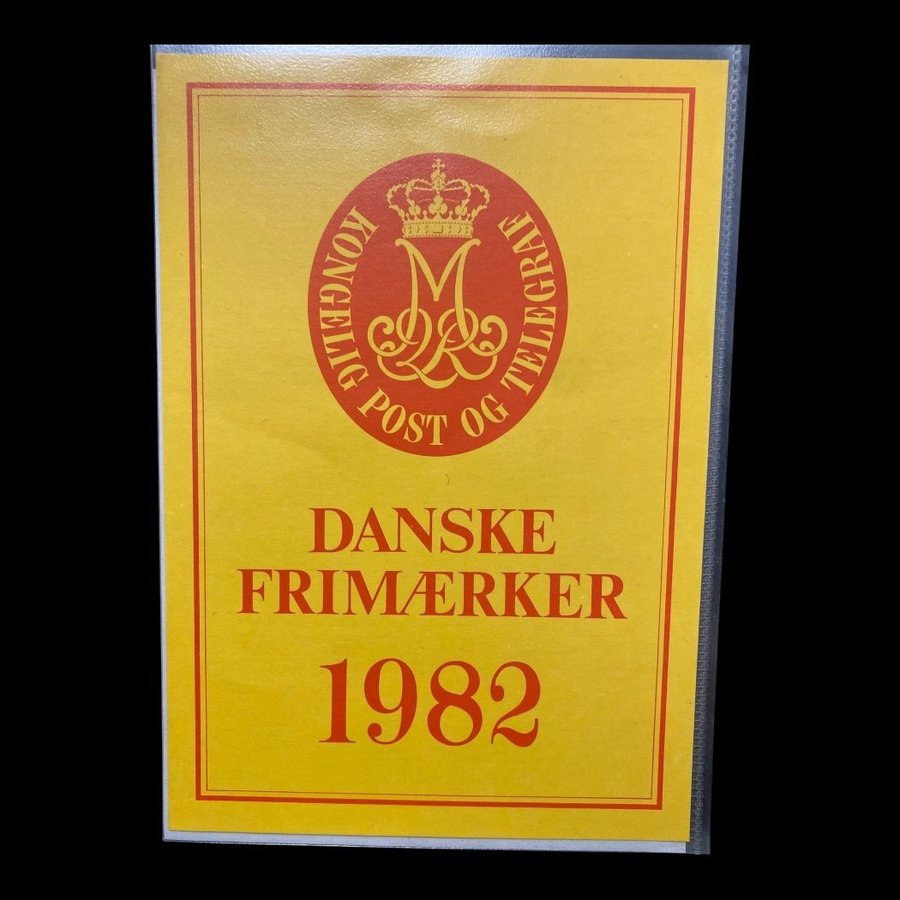 KONGELIG POST OG TELEGRAF
DANSKE
FRIMÆRKER
1982